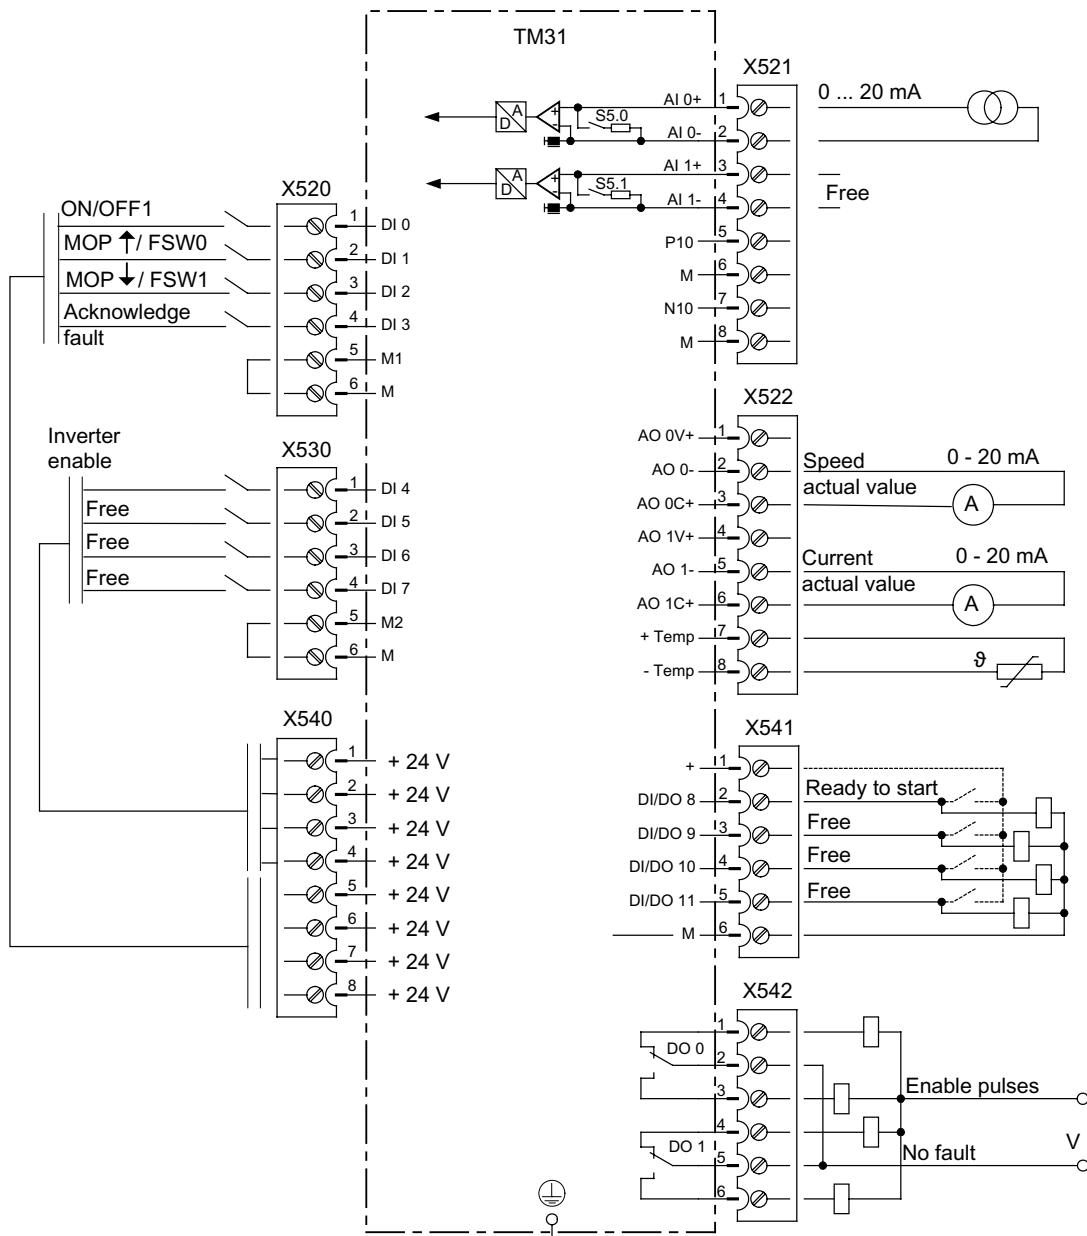 TM31
X520
ON/OFF1
1 DI 0
MOP ↑/ FSW0
2 DI 1
MOP ↓/ FSW1
3 DI 2
Acknowledge
fault
4 DI 3
5 M1
6 M
Inverter
enable
X530
1 DI 4
Free
2 DI 5
Free
3 DI 6
Free
4 DI 7
5 M2
6 M
X540
1 + 24 V
2 + 24 V
3 + 24 V
4 + 24 V
5 + 24 V
6 + 24 V
7 + 24 V
8 + 24 V
X521
A
D
+
-
S5.0
AI 0+ 1
0 ... 20 mA
AI 0- 2
A
D
+
-
S5.1
AI 1+ 3
Free
AI 1- 4
P10 5
M 6
N10 7
M 8
X522
AO 0V+ 1
AO 0- 2
Speed 0 - 20 mA
actual value
AO 0C+ 3
A
AO 1V+ 4
AO 1- 5
Current 0 - 20 mA
actual value
AO 1C+ 6
A
+ Temp 7
- Temp 8
ϑ
X541
+ 1
DI/DO 8 2 Ready to start
DI/DO 9 3 Free
DI/DO 10 4 Free
DI/DO 11 5 Free
M 6
X542
1
DO 0
2
3
Enable pulses
4
DO 1
5
No fault V
6